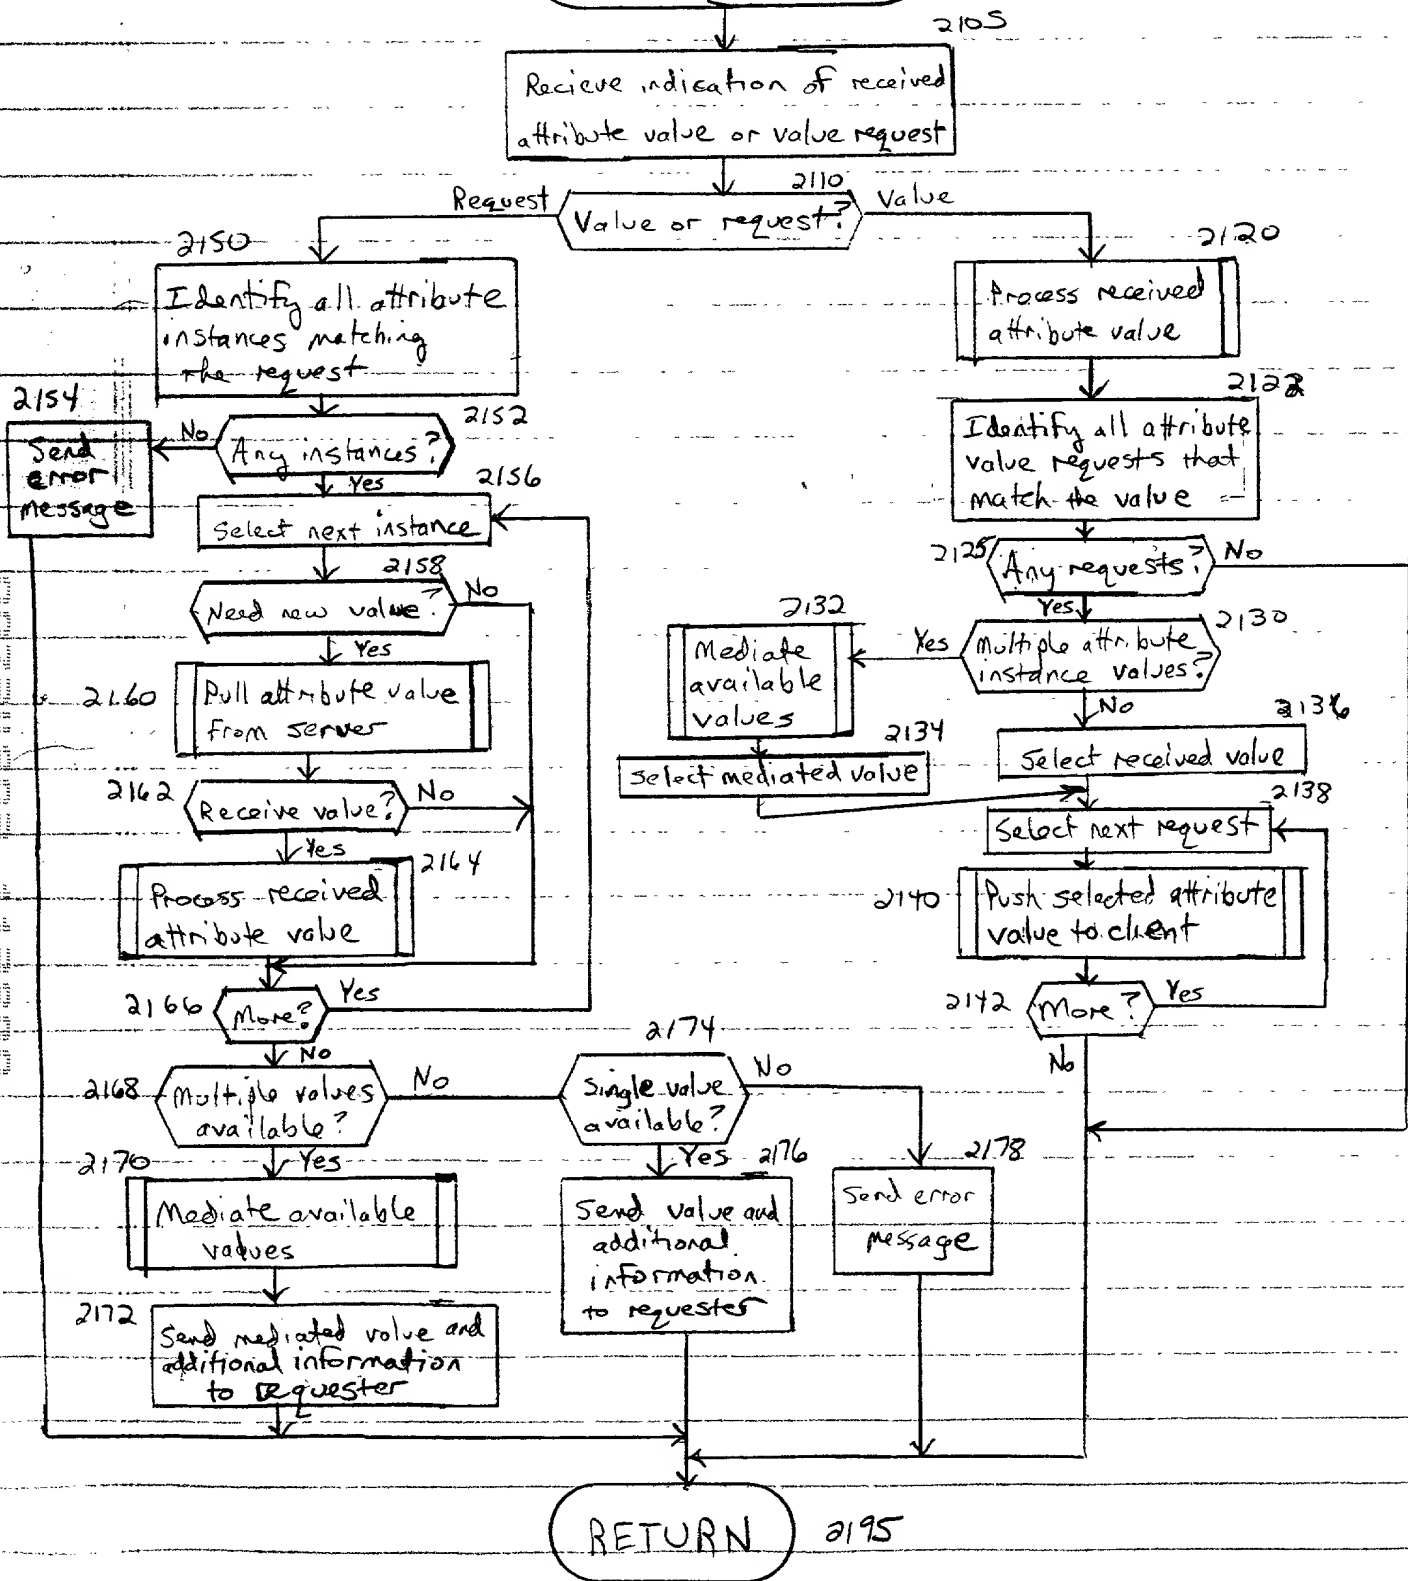 2105
Recieve indication of received
attribute value or value request
2110
Value or request?
Request
Value
2150
Identify all attribute
instances matching
the request
2152
Any instances?
No
2154
Send
error
message
Yes
2156
Select next instance
2158
Need new value?
No
Yes
2160
Pull attribute value
from server
2162
Receive value?
No
Yes
2164
Process received
attribute value
2166
More?
Yes
No
2168
Multiple values
available?
No
Yes
2170
Mediate available
values
2172
Send mediated value and
additional information
to requester
2174
Single value
available?
No
Yes
2176
Send value and
additional
information
to requester
2178
Send error
message
2120
Process received
attribute value
2122
Identify all attribute
value requests that
match the value
2125
Any requests?
No
Yes
2130
Multiple attribute
instance values?
Yes
No
2132
Mediate
available
values
2134
Select mediated value
2136
Select received value
2138
Select next request
2140
Push selected attribute
value to client
2142
More?
Yes
No
RETURN
2195